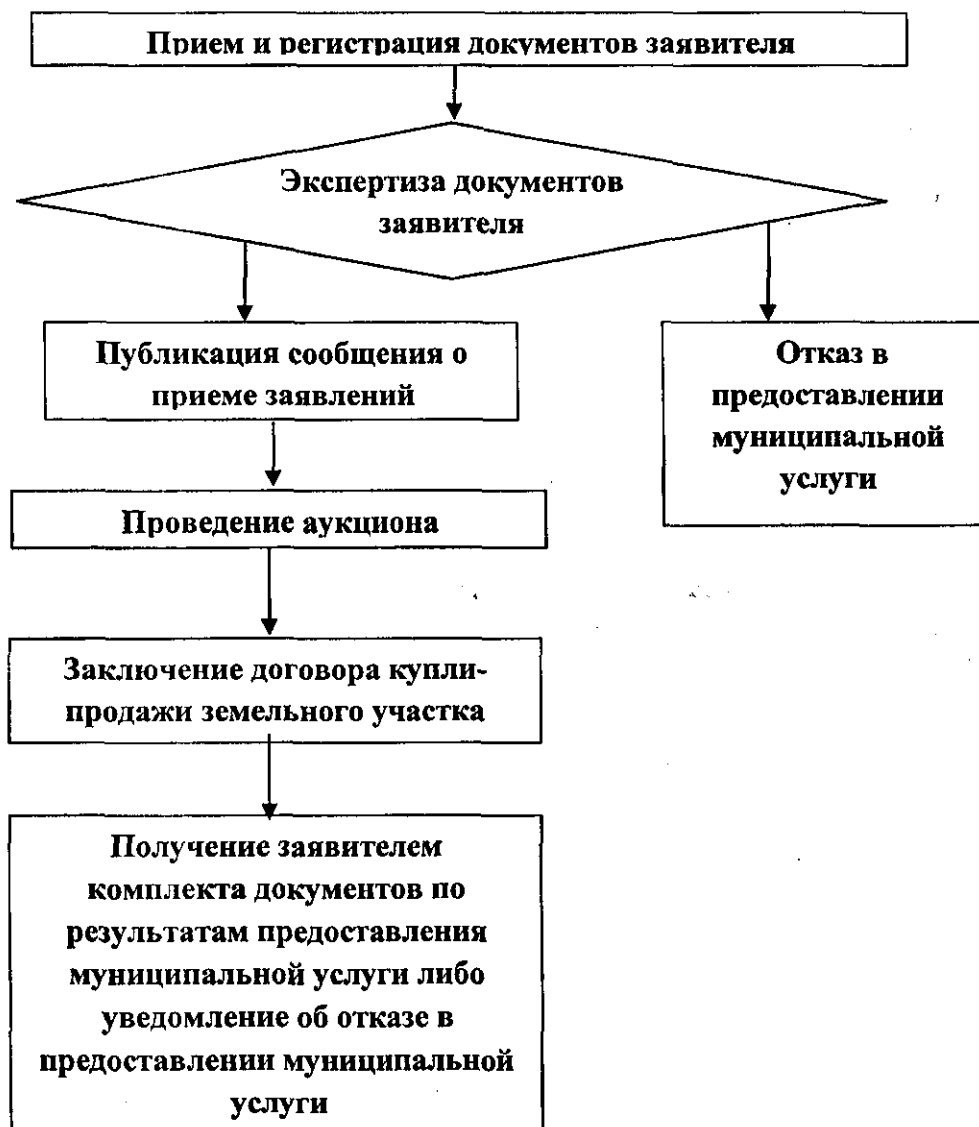 Прием и регистрация документов заявителя
Экспертиза документов
заявителя
Публикация сообщения о
приеме заявлений
Отказ в
предоставлении
муниципальной
услуги
Проведение аукциона
Заключение договора купли-
продажи земельного участка
Получение заявителем
комплекта документов по
результатам предоставления
муниципальной услуги либо
уведомление об отказе в
предоставлении муниципальной
услуги